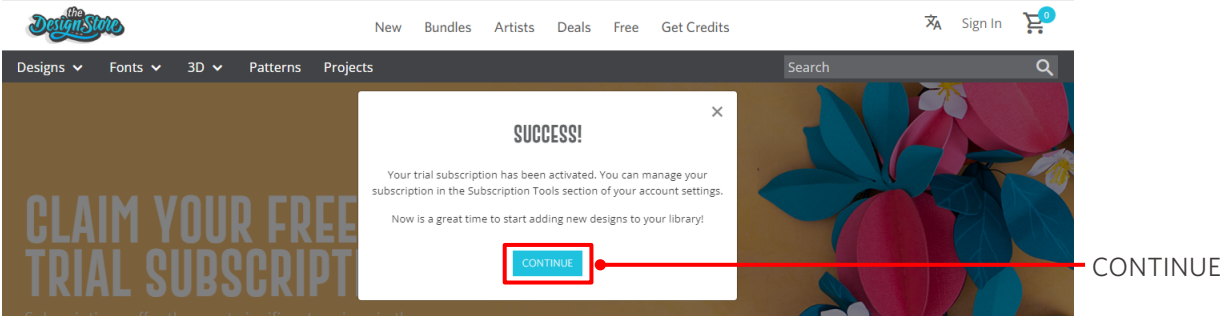 the
Design Store
New Bundles Artists Deals Free Get Credits
Sign In 0
Designs Fonts 3D Patterns Projects
Search
SUCCESS!
Your trial subscription has been activated. You can manage your
subscription in the Subscription Tools section of your account settings.
Now is a great time to start adding new designs to your library!
CONTINUE
CONTINUE
CLAIM YOUR FREE
TRIAL SUBSCRIPT